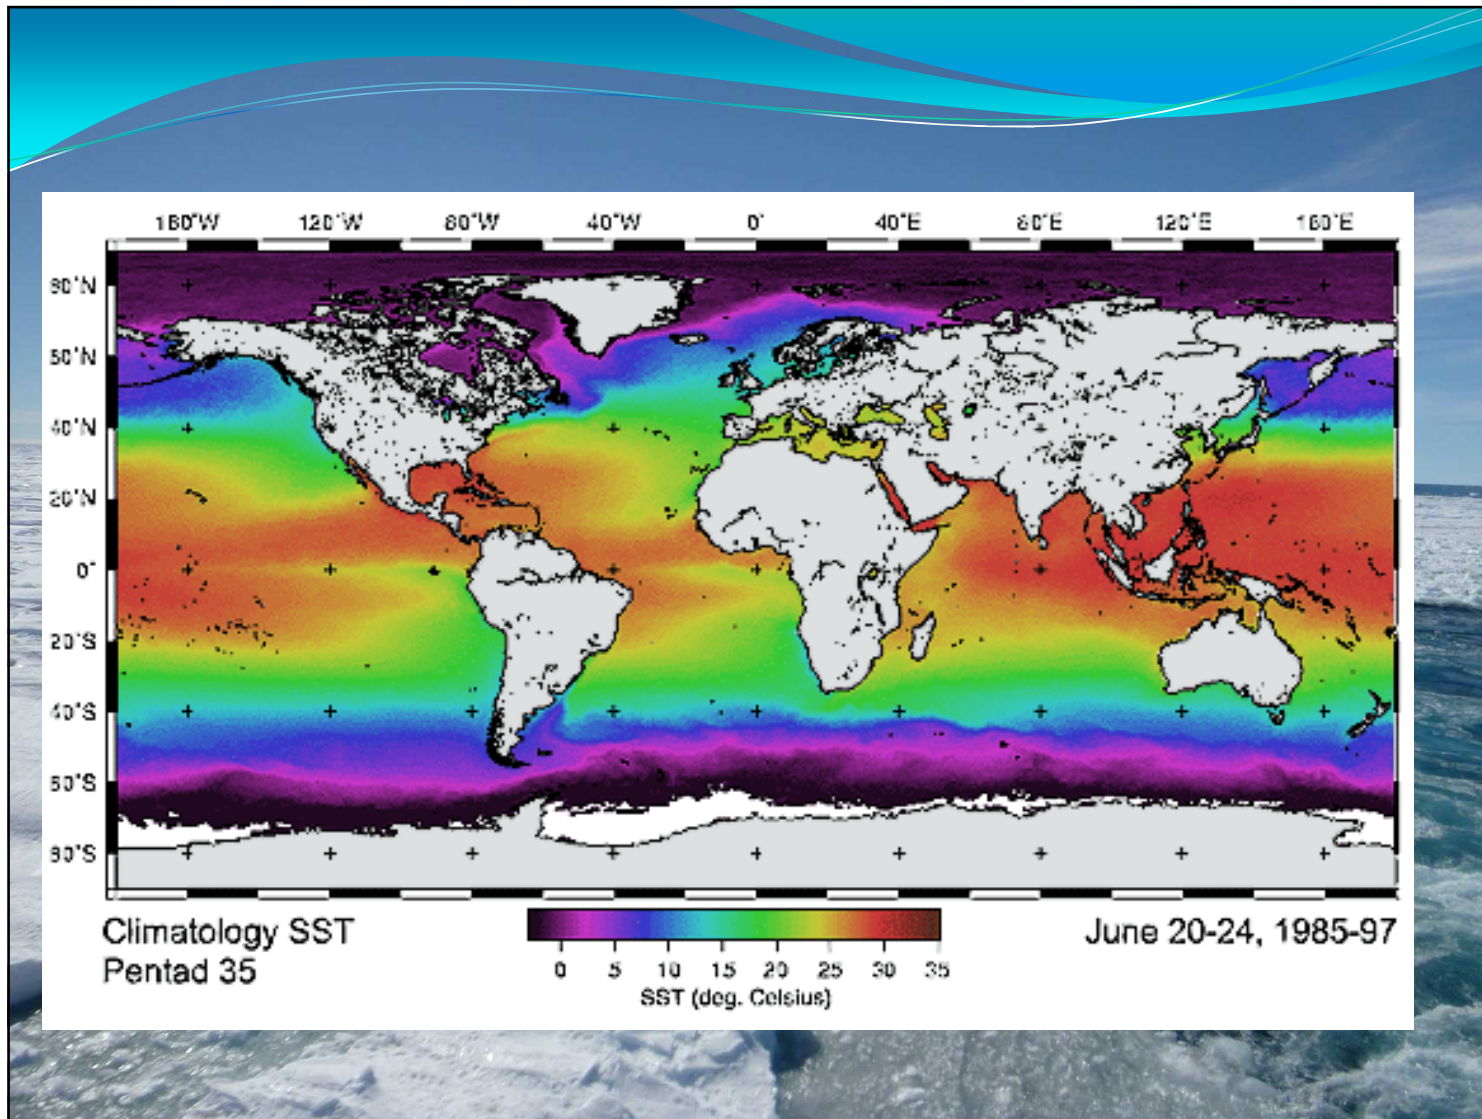 160°W 120°W 80°W 40°W 0° 40°E 80°E 120°E 160°E
80°N
60°N
40°N
20°N
0°
20°S
40°S
60°S
80°S
Climatology SST
Pentad 35
June 20-24, 1985-97
0 5 10 15 20 25 30 35
SST (deg. Celsius)